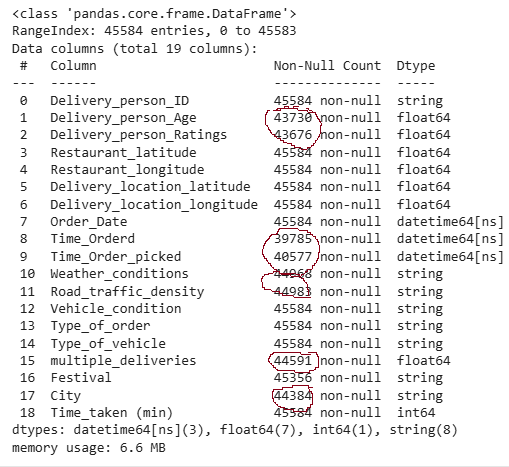 <class 'pandas.core.frame.DataFrame'>
RangeIndex: 45584 entries, 0 to 45583
Data columns (total 19 columns):
 #   Column                       Non-Null Count  Dtype
---  ------                       --------------  -----
 0   Delivery_person_ID           45584 non-null  string
 1   Delivery_person_Age          43730 non-null  float64
 2   Delivery_person_Ratings      43676 non-null  float64
 3   Restaurant_latitude          45584 non-null  float64
 4   Restaurant_longitude         45584 non-null  float64
 5   Delivery_location_latitude   45584 non-null  float64
 6   Delivery_location_longitude  45584 non-null  float64
 7   Order_Date                   45584 non-null  datetime64[ns]
 8   Time_Orderd                  39785 non-null  datetime64[ns]
 9   Time_Order_picked            40577 non-null  datetime64[ns]
 10  Weather_conditions           44968 non-null  string
 11  Road_traffic_density         44983 non-null  string
 12  Vehicle_condition            45584 non-null  string
 13  Type_of_order                45584 non-null  string
 14  Type_of_vehicle              45584 non-null  string
 15  multiple_deliveries          44591 non-null  float64
 16  Festival                     45356 non-null  string
 17  City                         44384 non-null  string
 18  Time_taken (min)             45584 non-null  int64
dtypes: datetime64[ns](3), float64(7), int64(1), string(8)
memory usage: 6.6 MB